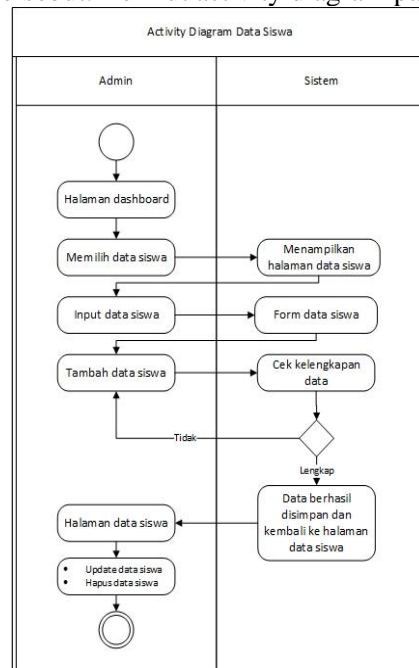 Activity Diagram Data Siswa
Admin
Sistem
Halaman dashboard
Memilih data siswa
Menampilkan
halaman data siswa
Input data siswa
Form data siswa
Tambah data siswa
Cek kelengkapan
data
Tidak
Lengkap
Data berhasil
disimpan dan
kembali ke halaman
data siswa
Halaman data siswa
• Update data siswa
• Hapus data siswa